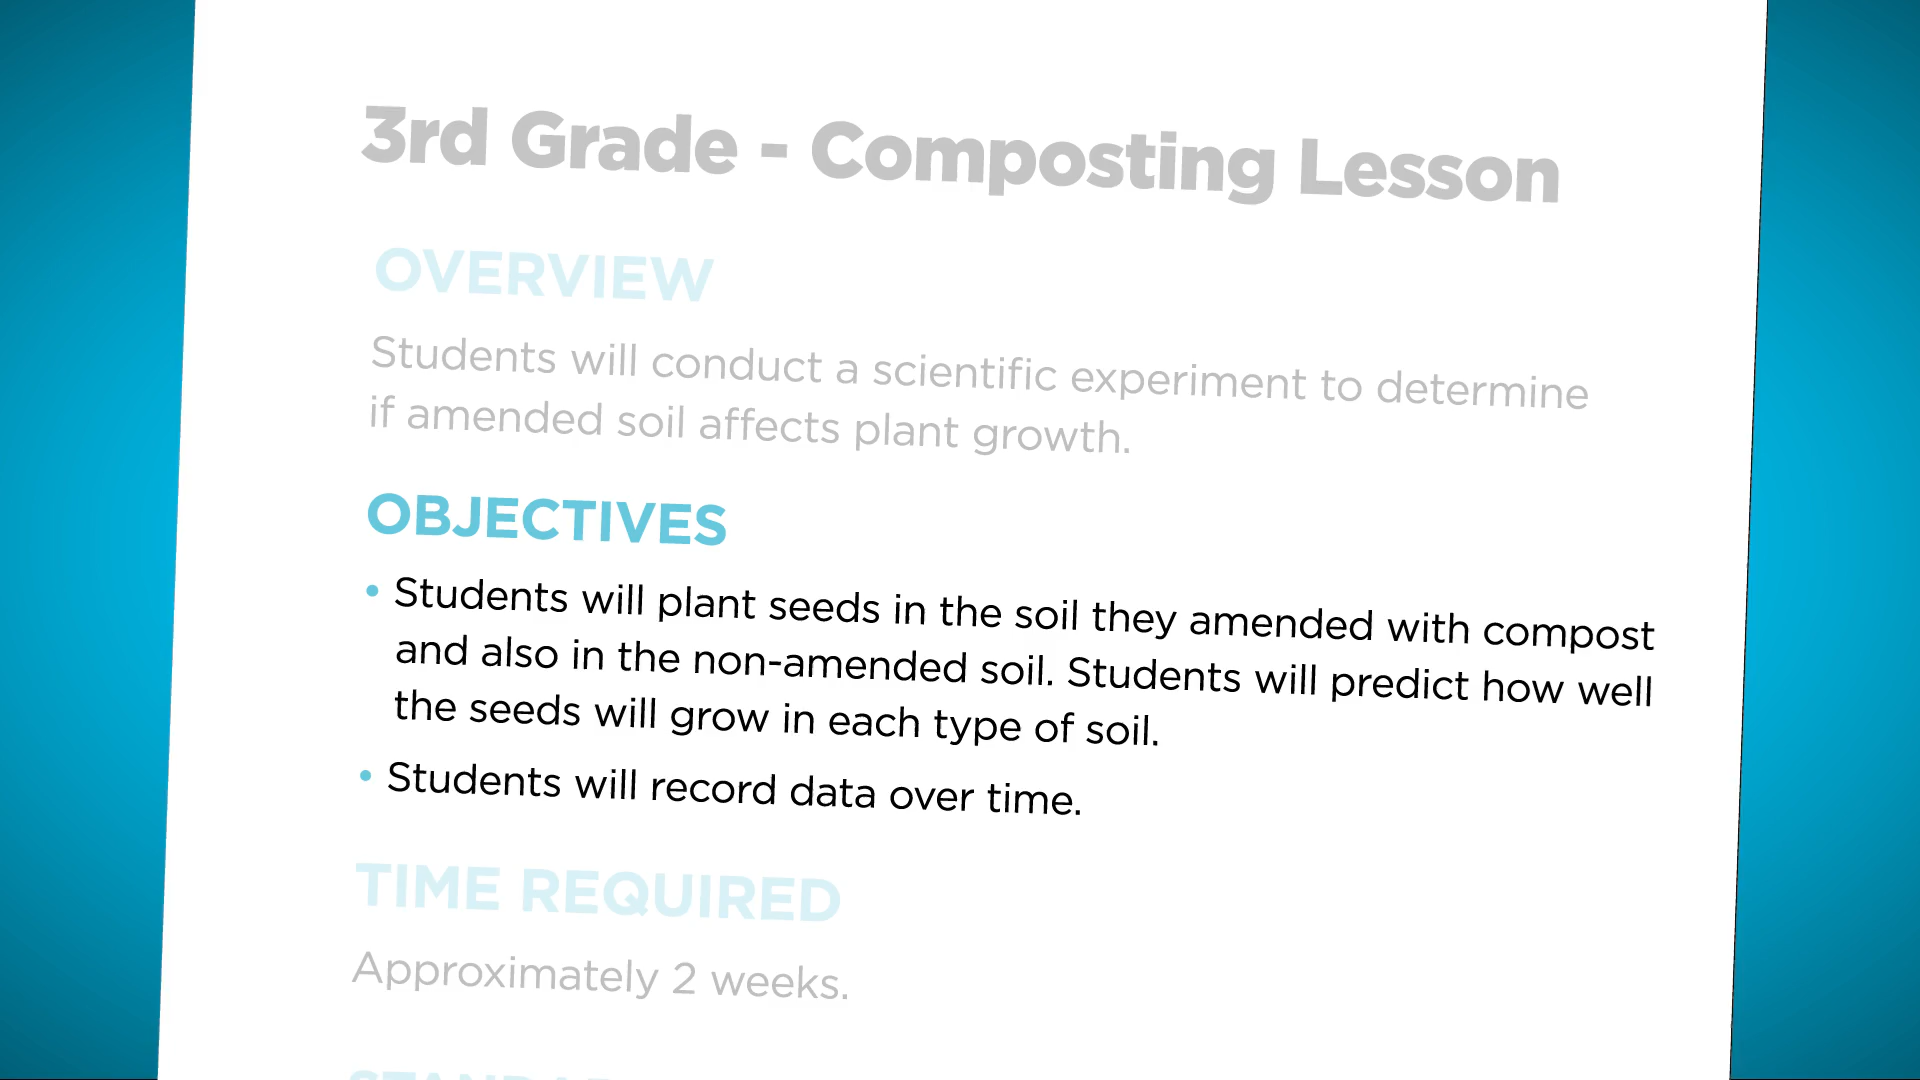 3rd Grade - Composting Lesson
OVERVIEW
Students will conduct a scientific experiment to determine
if amended soil affects plant growth.
OBJECTIVES
• Students will plant seeds in the soil they amended with compost
and also in the non-amended soil. Students will predict how well
the seeds will grow in each type of soil.
• Students will record data over time.
TIME REQUIRED
Approximately 2 weeks.